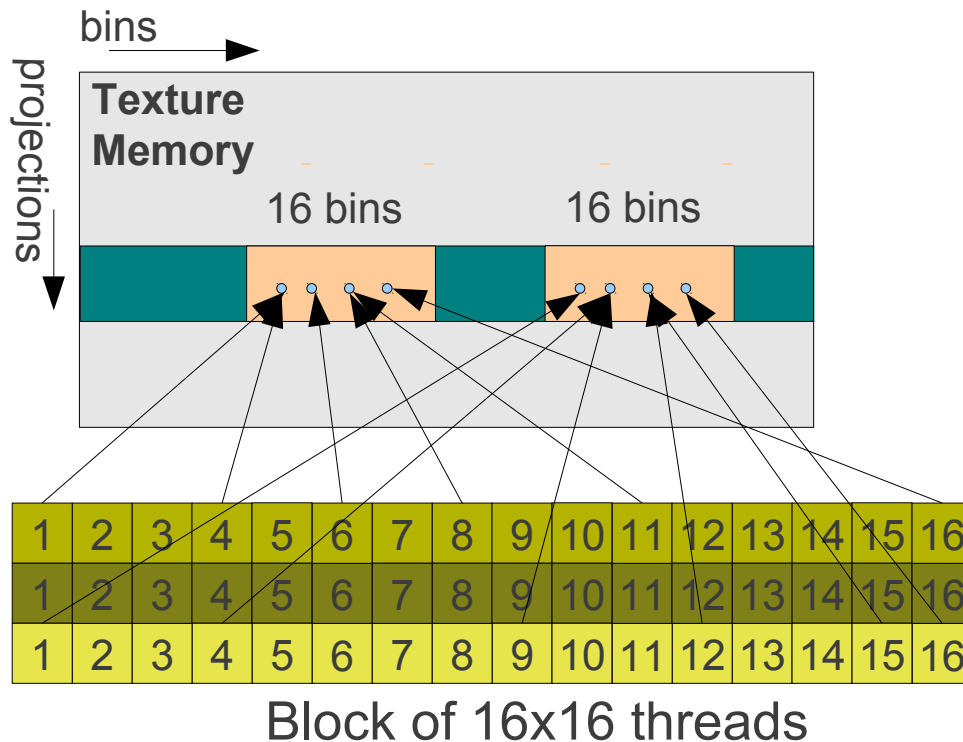 bins
projections
Texture
Memory
16 bins 16 bins
1 2 3 4 5 6 7 8 9 10 11 12 13 14 15 16
1 2 3 4 5 6 7 8 9 10 11 12 13 14 15 16
1 2 3 4 5 6 7 8 9 10 11 12 13 14 15 16
Block of 16x16 threads